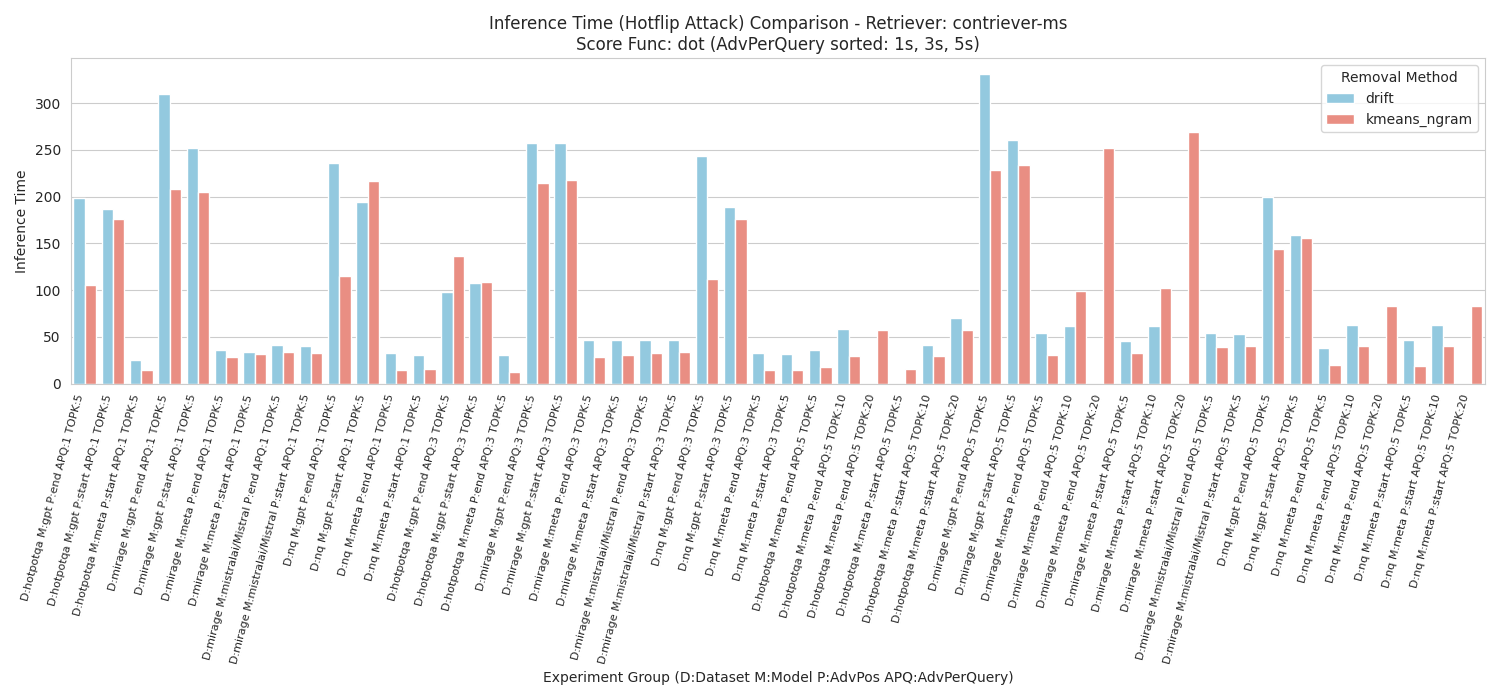 Inference Time (Hotflip Attack) Comparison - Retriever: contriever-ms
Score Func: dot (AdvPerQuery sorted: 1s, 3s, 5s)
Removal Method
drift
kmeans_ngram
Inference Time
300
250
200
150
100
50
0
D:hotpotqa M:gpt P:end APQ:1 TOPK:5
D:hotpotqa M:gpt P:start APQ:1 TOPK:5
D:hotpotqa M:meta P:start APQ:1 TOPK:5
D:mirage M:gpt P:end APQ:1 TOPK:5
D:mirage M:gpt P:start APQ:1 TOPK:5
D:mirage M:meta P:end APQ:1 TOPK:5
D:mirage M:meta P:start APQ:1 TOPK:5
D:mirage M:mistralai/Mistral P:end APQ:1 TOPK:5
D:mirage M:mistralai/Mistral P:start APQ:1 TOPK:5
D:nq M:gpt P:end APQ:1 TOPK:5
D:nq M:gpt P:start APQ:1 TOPK:5
D:nq M:meta P:end APQ:1 TOPK:5
D:nq M:meta P:start APQ:1 TOPK:5
D:hotpotqa M:gpt P:end APQ:3 TOPK:5
D:hotpotqa M:gpt P:start APQ:3 TOPK:5
D:hotpotqa M:meta P:end APQ:3 TOPK:5
D:mirage M:gpt P:end APQ:3 TOPK:5
D:mirage M:gpt P:start APQ:3 TOPK:5
D:mirage M:meta P:end APQ:3 TOPK:5
D:mirage M:meta P:start APQ:3 TOPK:5
D:mirage M:mistralai/Mistral P:end APQ:3 TOPK:5
D:mirage M:mistralai/Mistral P:start APQ:3 TOPK:5
D:nq M:gpt P:end APQ:3 TOPK:5
D:nq M:gpt P:start APQ:3 TOPK:5
D:nq M:meta P:end APQ:3 TOPK:5
D:nq M:meta P:start APQ:3 TOPK:5
D:hotpotqa M:meta P:end APQ:5 TOPK:5
D:hotpotqa M:meta P:end APQ:5 TOPK:10
D:hotpotqa M:meta P:end APQ:5 TOPK:20
D:hotpotqa M:meta P:start APQ:5 TOPK:5
D:hotpotqa M:meta P:start APQ:5 TOPK:10
D:hotpotqa M:meta P:start APQ:5 TOPK:20
D:mirage M:gpt P:end APQ:5 TOPK:5
D:mirage M:gpt P:start APQ:5 TOPK:5
D:mirage M:meta P:end APQ:5 TOPK:5
D:mirage M:meta P:end APQ:5 TOPK:10
D:mirage M:meta P:end APQ:5 TOPK:20
D:mirage M:meta P:start APQ:5 TOPK:5
D:mirage M:meta P:start APQ:5 TOPK:10
D:mirage M:meta P:start APQ:5 TOPK:20
D:mirage M:mistralai/Mistral P:end APQ:5 TOPK:5
D:mirage M:mistralai/Mistral P:start APQ:5 TOPK:5
D:nq M:gpt P:end APQ:5 TOPK:5
D:nq M:gpt P:start APQ:5 TOPK:5
D:nq M:meta P:end APQ:5 TOPK:5
D:nq M:meta P:end APQ:5 TOPK:10
D:nq M:meta P:end APQ:5 TOPK:20
D:nq M:meta P:start APQ:5 TOPK:5
D:nq M:meta P:start APQ:5 TOPK:10
D:nq M:meta P:start APQ:5 TOPK:20
Experiment Group (D:Dataset M:Model P:AdvPos APQ:AdvPerQuery)